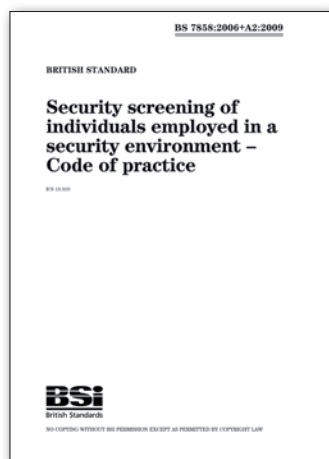 BS 7858:2006+A2:2009
BRITISH STANDARD
Security screening of
individuals employed in a
security environment –
Code of practice
BSi
British Standards
NO COPYING WITHOUT BSI PERMISSION EXCEPT AS PERMITTED BY COPYRIGHT LAW